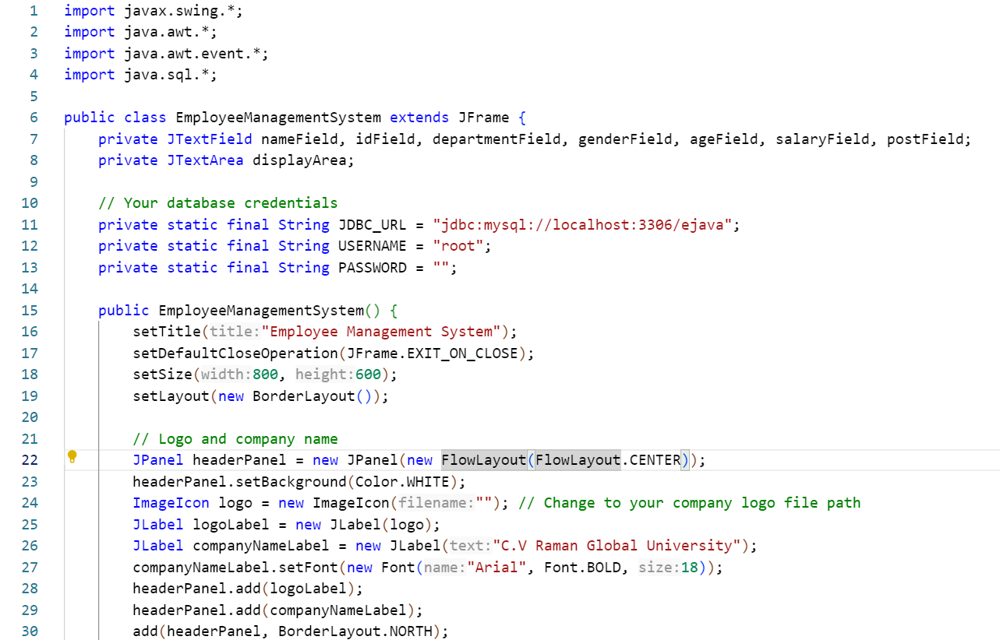 1 import javax.swing.*;
2 import java.awt.*;
3 import java.awt.event.*;
4 import java.sql.*;
5
6 public class EmployeeManagementSystem extends JFrame {
7     private JTextField nameField, idField, departmentField, genderField, ageField, salaryField, postField;
8     private JTextArea displayArea;
9
10     // Your database credentials
11     private static final String JDBC_URL = "jdbc:mysql://localhost:3306/ejava";
12     private static final String USERNAME = "root";
13     private static final String PASSWORD = "";
14
15     public EmployeeManagementSystem() {
16         setTitle(title:"Employee Management System");
17         setDefaultCloseOperation(JFrame.EXIT_ON_CLOSE);
18         setSize(width:800, height:600);
19         setLayout(new BorderLayout());
20
21         // Logo and company name
22         JPanel headerPanel = new JPanel(new FlowLayout(FlowLayout.CENTER));
23         headerPanel.setBackground(Color.WHITE);
24         ImageIcon logo = new ImageIcon(filename:""); // Change to your company logo file path
25         JLabel logoLabel = new JLabel(logo);
26         JLabel companyNameLabel = new JLabel(text:"C.V Raman Global University");
27         companyNameLabel.setFont(new Font(name:"Arial", Font.BOLD, size:18));
28         headerPanel.add(logoLabel);
29         headerPanel.add(companyNameLabel);
30         add(headerPanel, BorderLayout.NORTH);